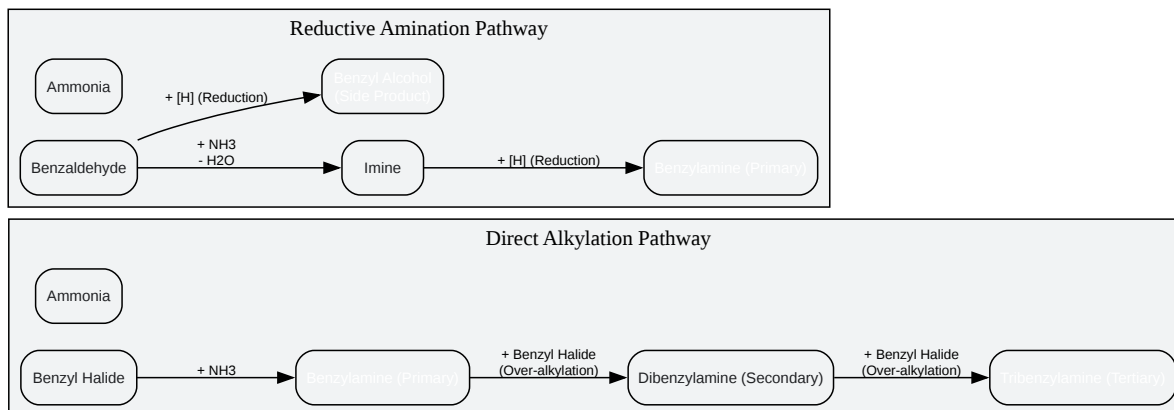 Reductive Amination Pathway
Ammonia
Benzyl Alcohol
(Side Product)
+ [H] (Reduction)
Benzaldehyde
+ NH3
- H2O
Imine
+ [H] (Reduction)
Benzylamine (Primary)
Direct Alkylation Pathway
Ammonia
Benzyl Halide
+ NH3
Benzylamine (Primary)
+ Benzyl Halide
(Over-alkylation)
Dibenzylamine (Secondary)
+ Benzyl Halide
(Over-alkylation)
Tribenzylamine (Tertiary)